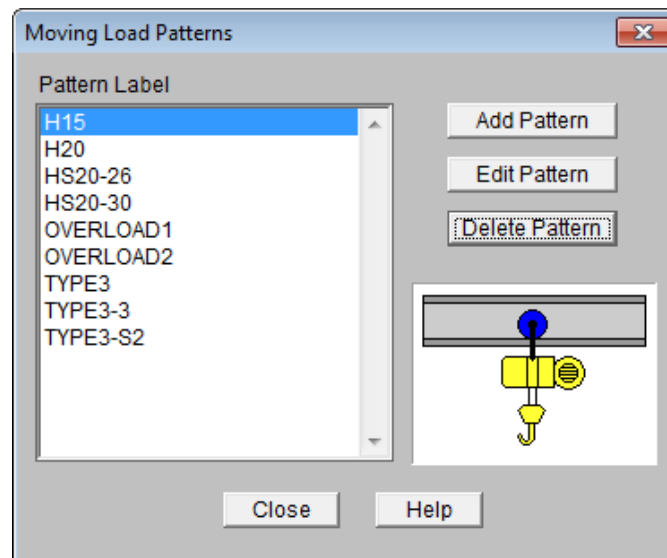 Moving Load Patterns
Pattern Label
H15
H20
HS20-26
HS20-30
OVERLOAD1
OVERLOAD2
TYPE3
TYPE3-3
TYPE3-S2
Add Pattern
Edit Pattern
Delete Pattern
Close
Help